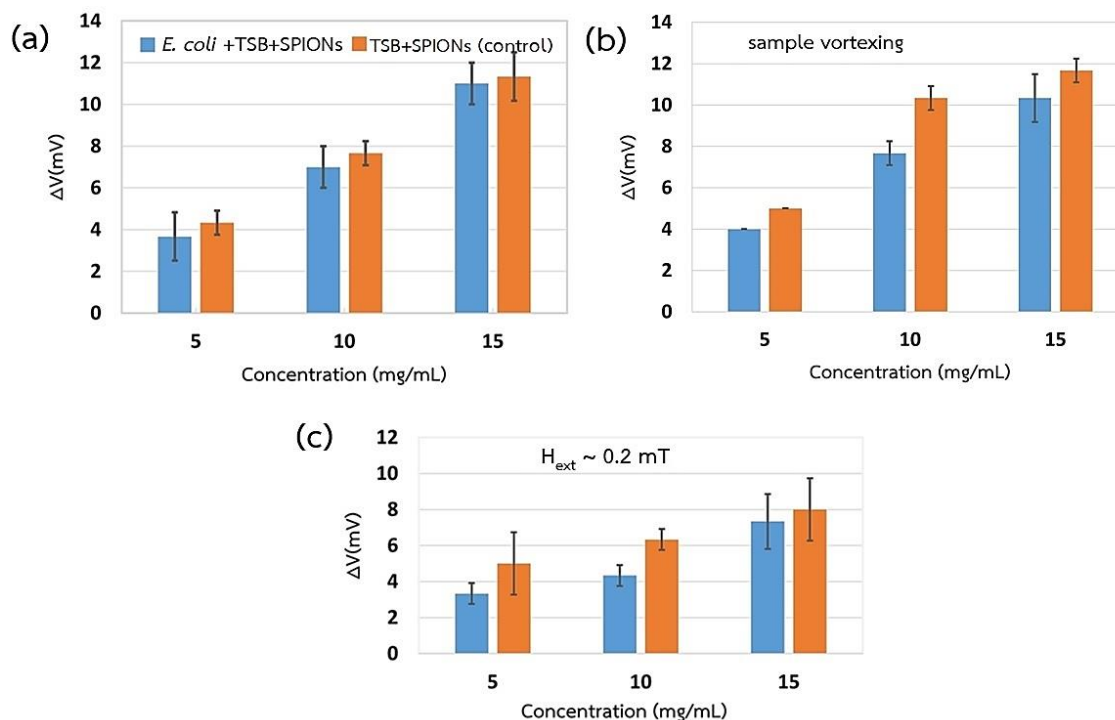 (a)
14
12
10
8
6
4
2
0
ΔV(mV)
E. coli +TSB+SPIONs TSB+SPIONs (control)
5 10 15
Concentration (mg/mL)
(b)
14
12
10
8
6
4
2
0
ΔV(mV)
sample vortexing
5 10 15
Concentration (mg/mL)
(c)
12
10
8
6
4
2
0
ΔV(mV)
Hext ~ 0.2 mT
5 10 15
Concentration (mg/mL)